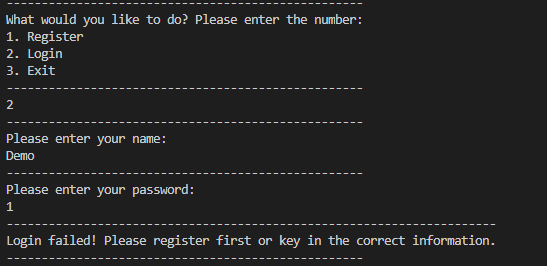 ---------------------------------------------------
What would you like to do? Please enter the number:
1. Register
2. Login
3. Exit
---------------------------------------------------
2
---------------------------------------------------
Please enter your name:
Demo
---------------------------------------------------
Please enter your password:
1
----------------------------------------------------------------------
Login failed! Please register first or key in the correct information.
---------------------------------------------------